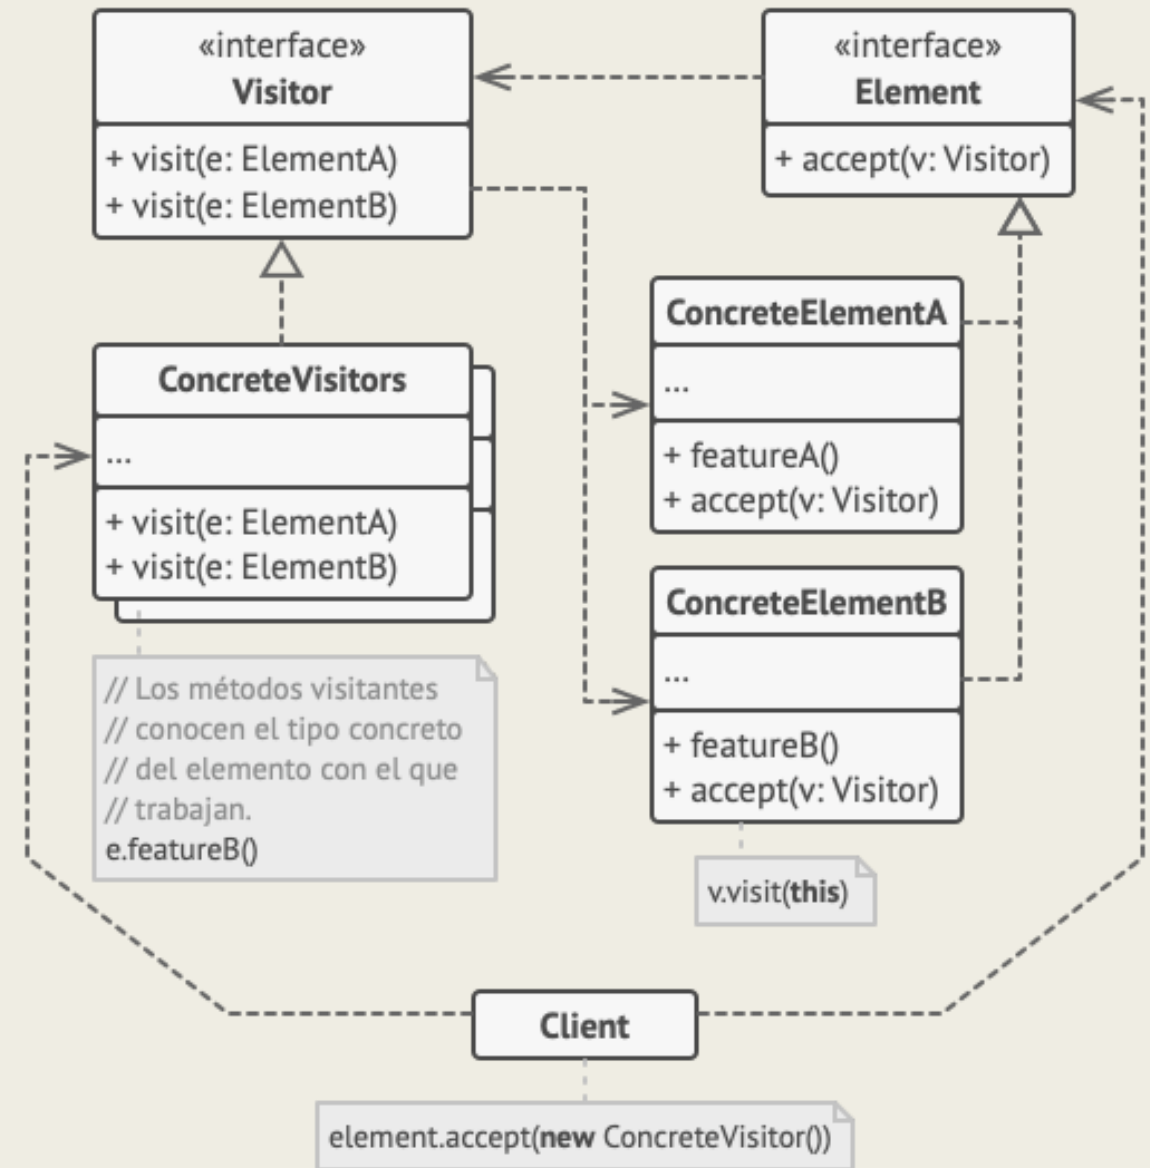 «interface»
Visitor
+ visit(e: ElementA)
+ visit(e: ElementB)
«interface»
Element
+ accept(v: Visitor)
ConcreteVisitors
...
+ visit(e: ElementA)
+ visit(e: ElementB)
// Los métodos visitantes
// conocen el tipo concreto
// del elemento con el que
// trabajan.
e.featureB()
ConcreteElementA
...
+ featureA()
+ accept(v: Visitor)
ConcreteElementB
...
+ featureB()
+ accept(v: Visitor)
v.visit(this)
Client
element.accept(new ConcreteVisitor())